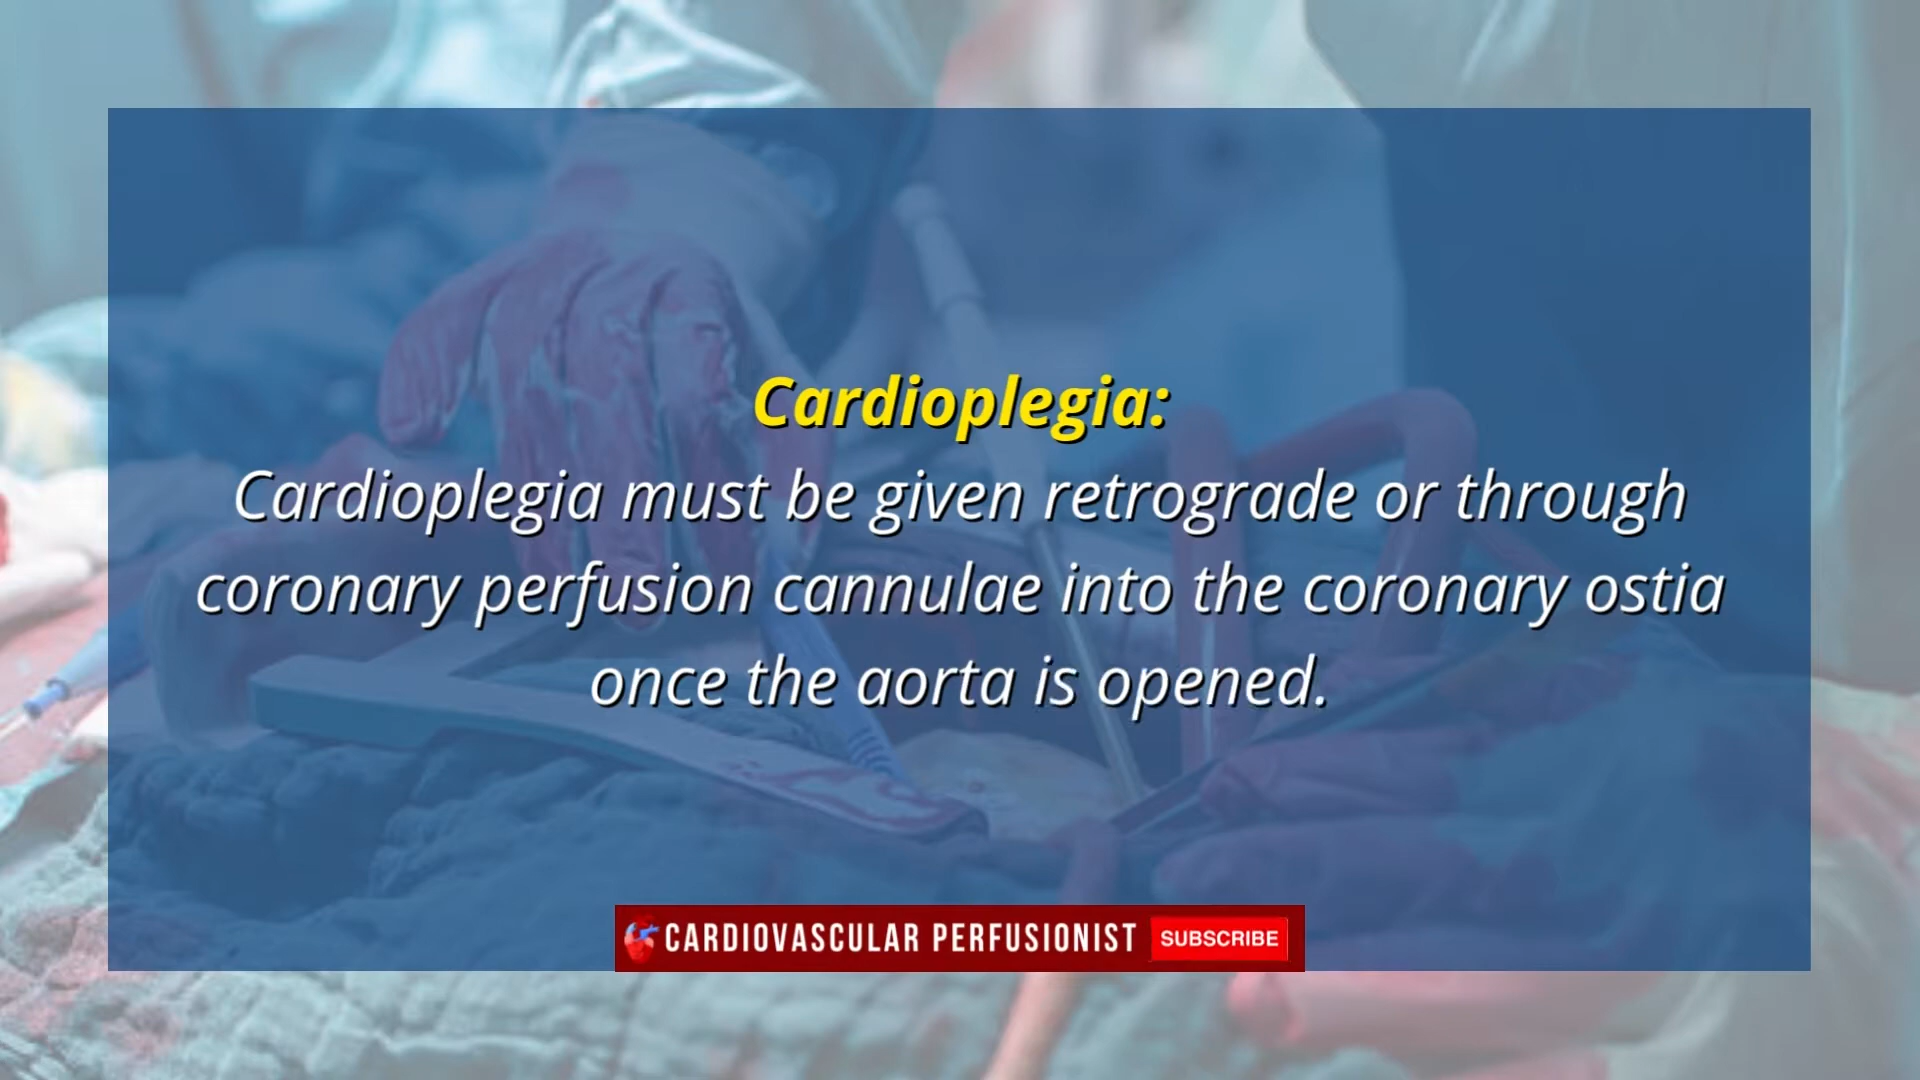 Cardioplegia:
Cardioplegia must be given retrograde or through
coronary perfusion cannulae into the coronary ostia
once the aorta is opened.
CARDIOVASCULAR PERFUSIONIST SUBSCRIBE